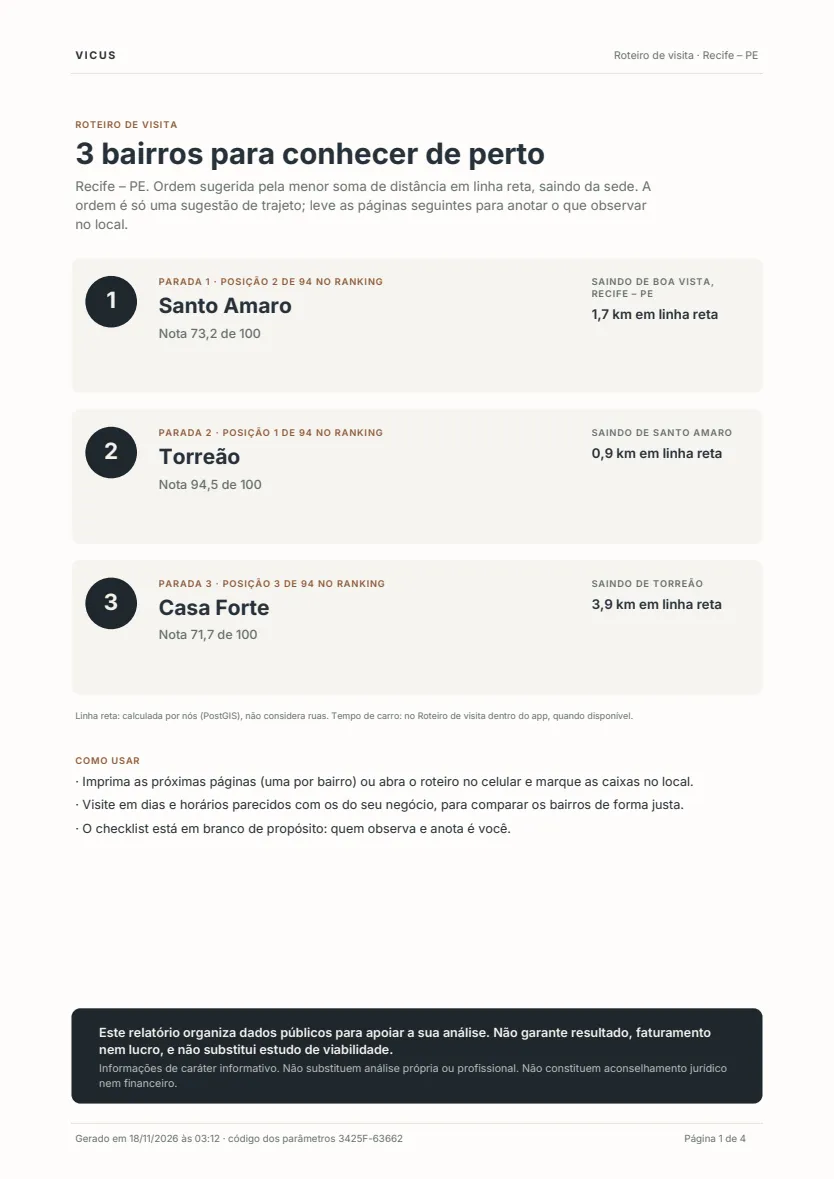 VICUS
Roteiro de visita · Recife – PE
ROTEIRO DE VISITA
3 bairros para conhecer de perto
Recife – PE. Ordem sugerida pela menor soma de distância em linha reta, saindo da sede. A
ordem é só uma sugestão de trajeto; leve as páginas seguintes para anotar o que observar
no local.
1
PARADA 1 · POSIÇÃO 2 DE 94 NO RANKING
Santo Amaro
Nota 73,2 de 100
SAINDO DE BOA VISTA,
RECIFE – PE
1,7 km em linha reta
2
PARADA 2 · POSIÇÃO 1 DE 94 NO RANKING
Torreão
Nota 94,5 de 100
SAINDO DE SANTO AMARO
0,9 km em linha reta
3
PARADA 3 · POSIÇÃO 3 DE 94 NO RANKING
Casa Forte
Nota 71,7 de 100
SAINDO DE TORREÃO
3,9 km em linha reta
Linha reta: calculada por nós (PostGIS), não considera ruas. Tempo de carro: no Roteiro de visita dentro do app, quando disponível.
COMO USAR
· Imprima as próximas páginas (uma por bairro) ou abra o roteiro no celular e marque as caixas no local.
· Visite em dias e horários parecidos com os do seu negócio, para comparar os bairros de forma justa.
· O checklist está em branco de propósito: quem observa e anota é você.
Este relatório organiza dados públicos para apoiar a sua análise. Não garante resultado, faturamento
nem lucro, e não substitui estudo de viabilidade.
Informações de caráter informativo. Não substituem análise própria ou profissional. Não constituem aconselhamento jurídico
nem financeiro.
Gerado em 18/11/2026 às 03:12 · código dos parâmetros 3425F-63662
Página 1 de 4